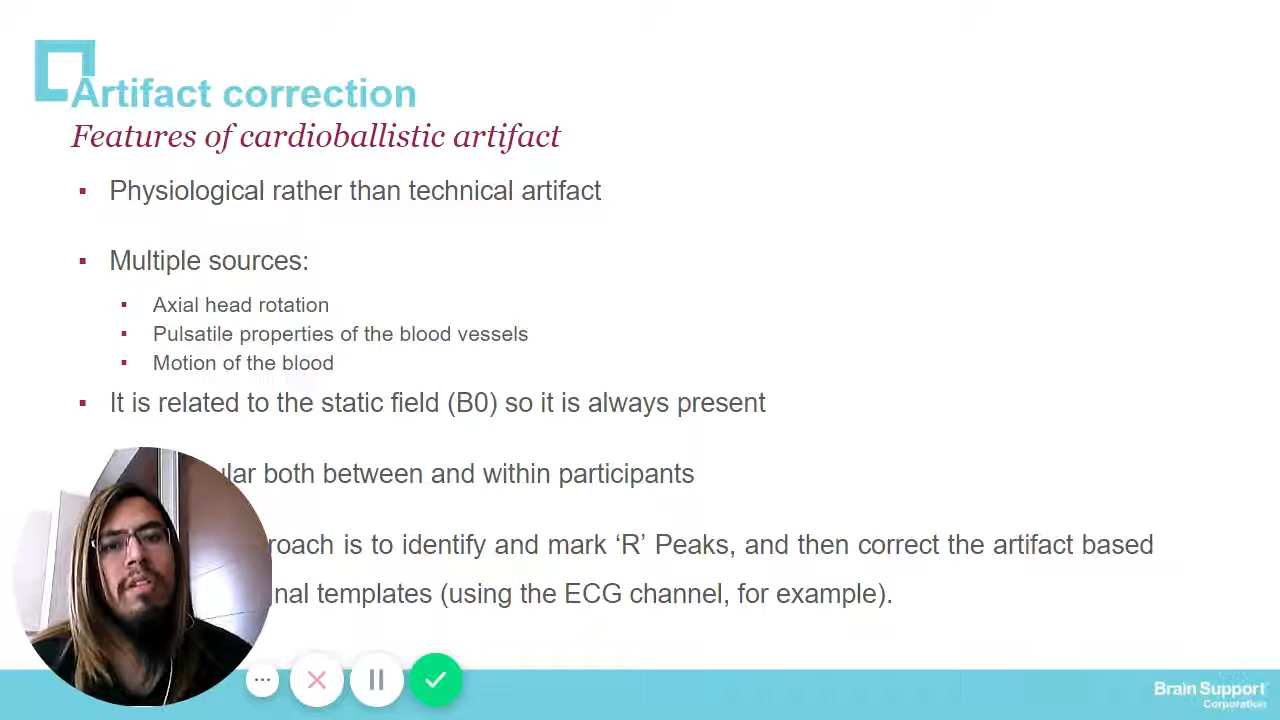 Artifact correction
Features of cardioballistic artifact
Physiological rather than technical artifact
Multiple sources:
Axial head rotation
Pulsatile properties of the blood vessels
Motion of the blood
It is related to the static field (B0) so it is always present
both between and within participants
is to identify and mark ‘R’ Peaks, and then correct the artifact based
templates (using the ECG channel, for example).
Brain Support
Corporation